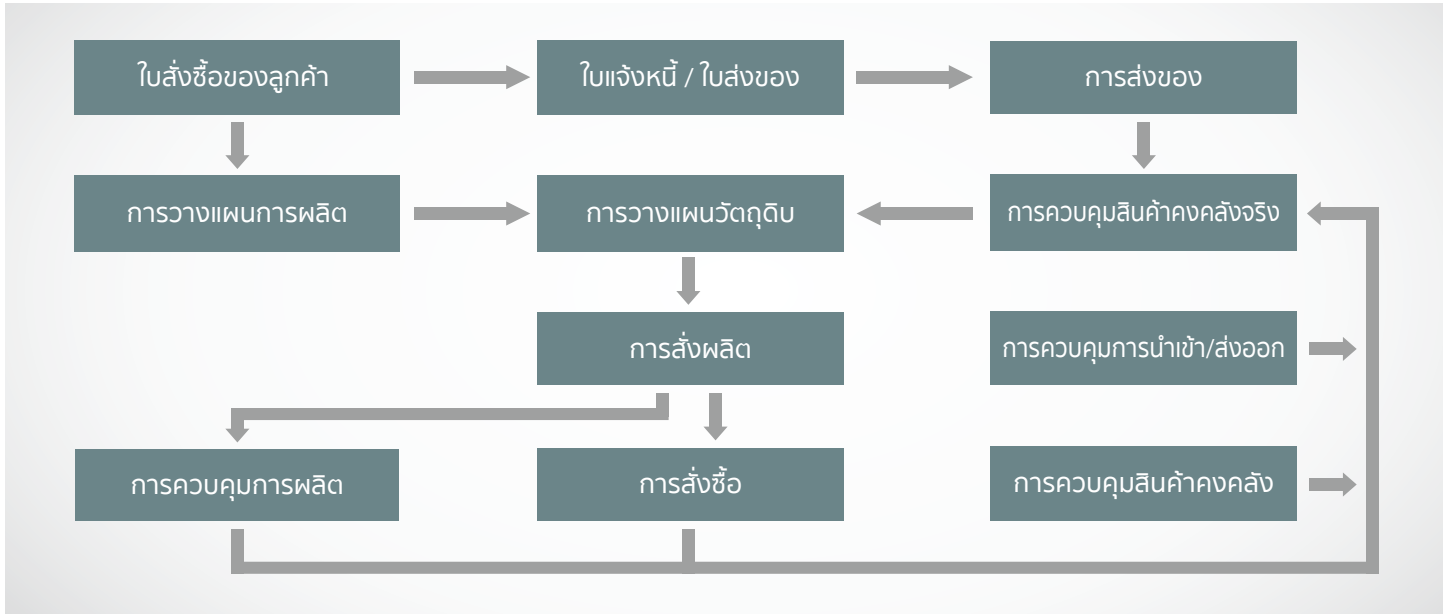 ใบสั่งซื้อของลูกค้า
ใบแจ้งหนี้ / ใบส่งของ
การส่งของ
การวางแผนการผลิต
การวางแผนวัตถุดิบ
การควบคุมสินค้าคงคลังจริง
การสั่งผลิต
การควบคุมการนำเข้า/ส่งออก
การควบคุมการผลิต
การสั่งซื้อ
การควบคุมสินค้าคงคลัง